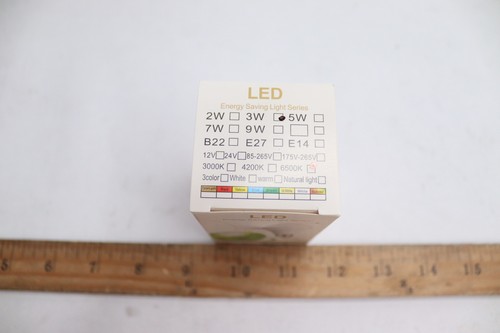 LED
Energy Saving Light Series
2W 3W 5W
7W 9W
B22 E27 E14
12V 24V 85-265V 175V-265V
3000K 4200K 6500K
3color White warm Natural light
LED
5 6 7 8 9 10 11 12 13 14 15